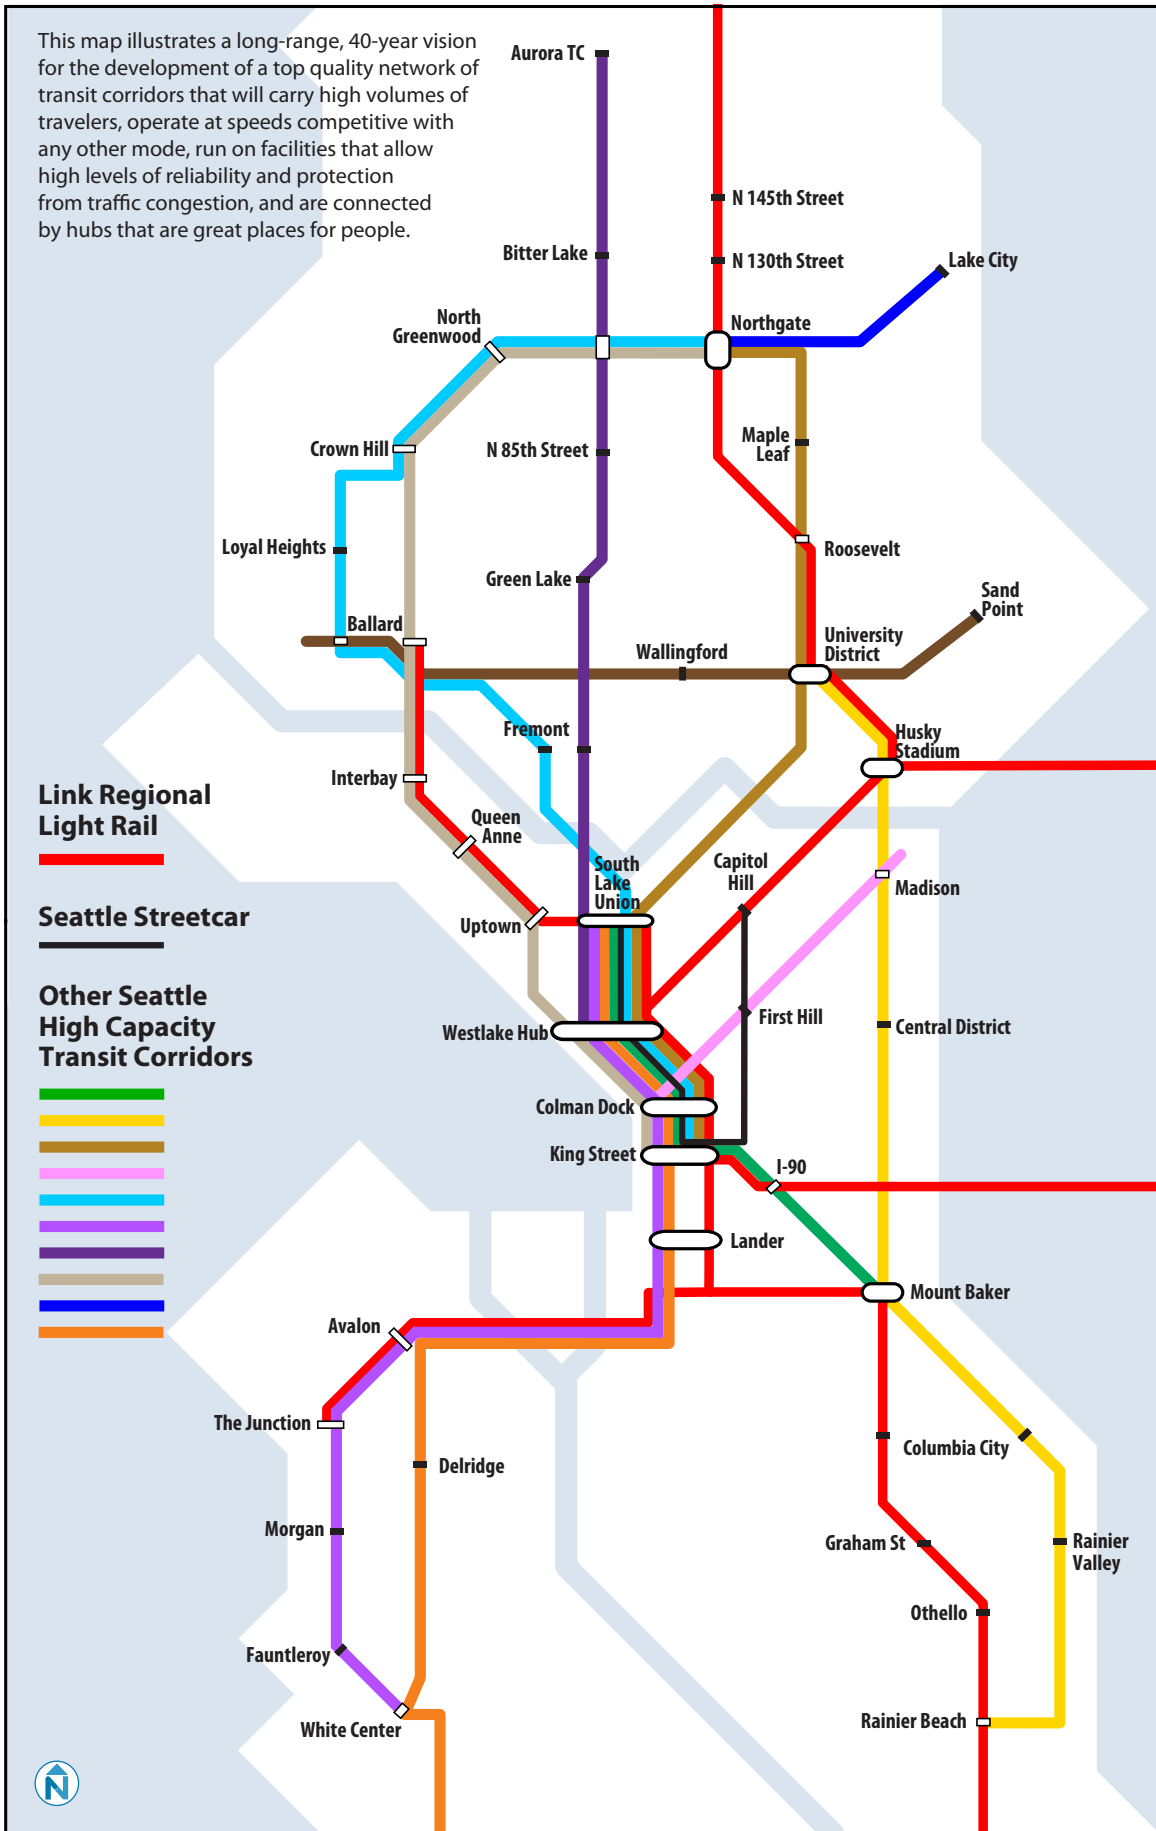 This map illustrates a long-range, 40-year vision
for the development of a top quality network of
transit corridors that will carry high volumes of
travelers, operate at speeds competitive with
any other mode, run on facilities that allow
high levels of reliability and protection
from traffic congestion, and are connected
by hubs that are great places for people.
Aurora TC
N 145th Street
Bitter Lake
N 130th Street
Lake City
North
Greenwood
Northgate
Crown Hill
N 85th Street
Maple
Leaf
Loyal Heights
Roosevelt
Green Lake
Sand
Point
Ballard
Wallingford
University
District
Fremont
Husky
Stadium
Interbay
Queen
Anne
South
Lake
Union
Capitol
Hill
Madison
Uptown
Westlake Hub
First Hill
Central District
Colman Dock
King Street
I-90
Lander
Mount Baker
Avalon
The Junction
Delridge
Columbia City
Morgan
Graham St
Rainier
Valley
Othello
Fauntleroy
White Center
Rainier Beach
Link Regional
Light Rail
Seattle Streetcar
Other Seattle
High Capacity
Transit Corridors
N